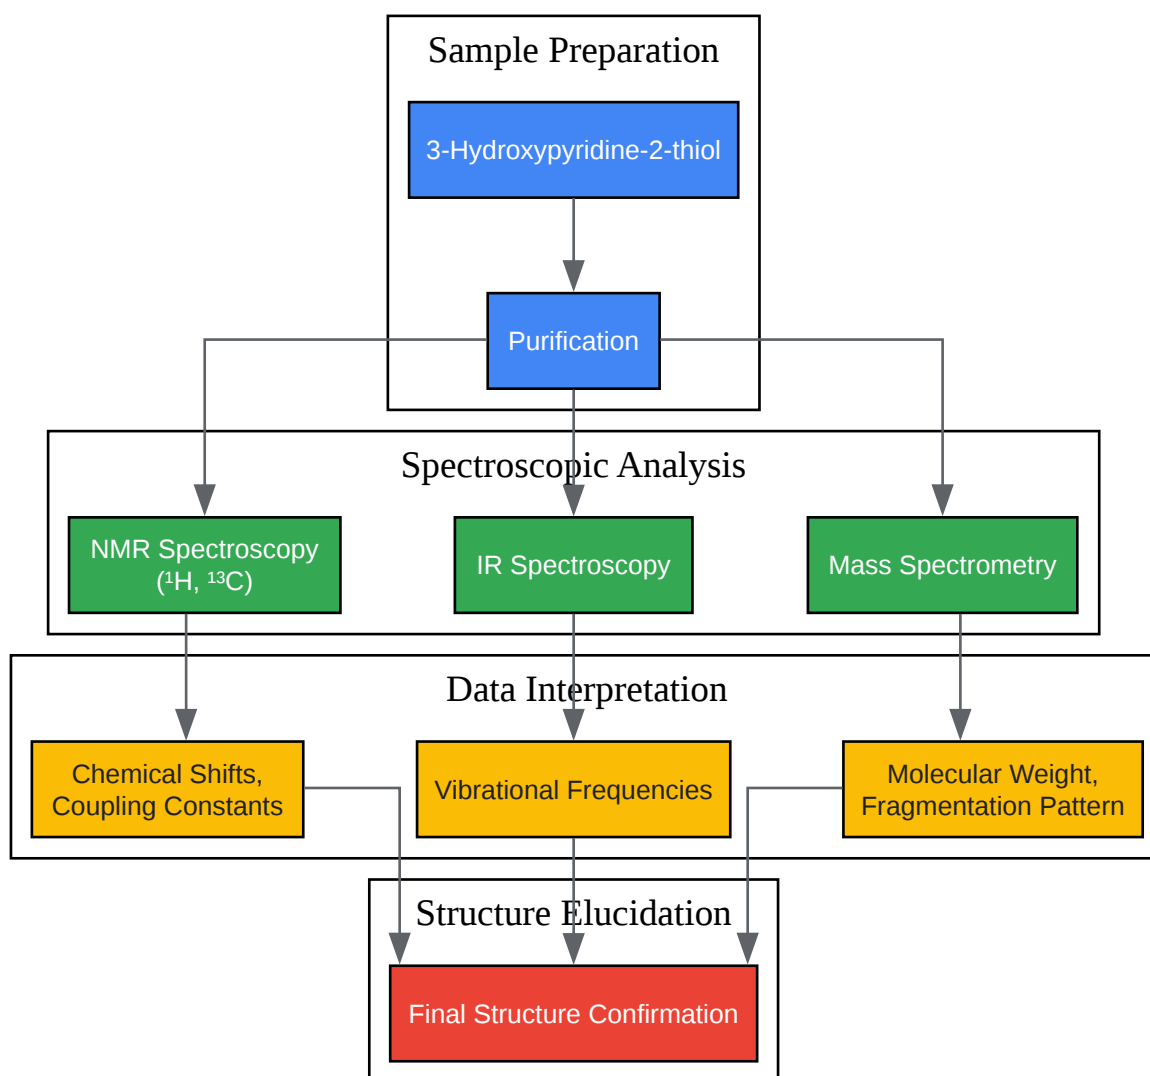 Sample Preparation
3-Hydroxypyridine-2-thiol
Purification
Spectroscopic Analysis
NMR Spectroscopy
(¹H, ¹³C)
IR Spectroscopy
Mass Spectrometry
Data Interpretation
Chemical Shifts,
Coupling Constants
Vibrational Frequencies
Molecular Weight,
Fragmentation Pattern
Structure Elucidation
Final Structure Confirmation